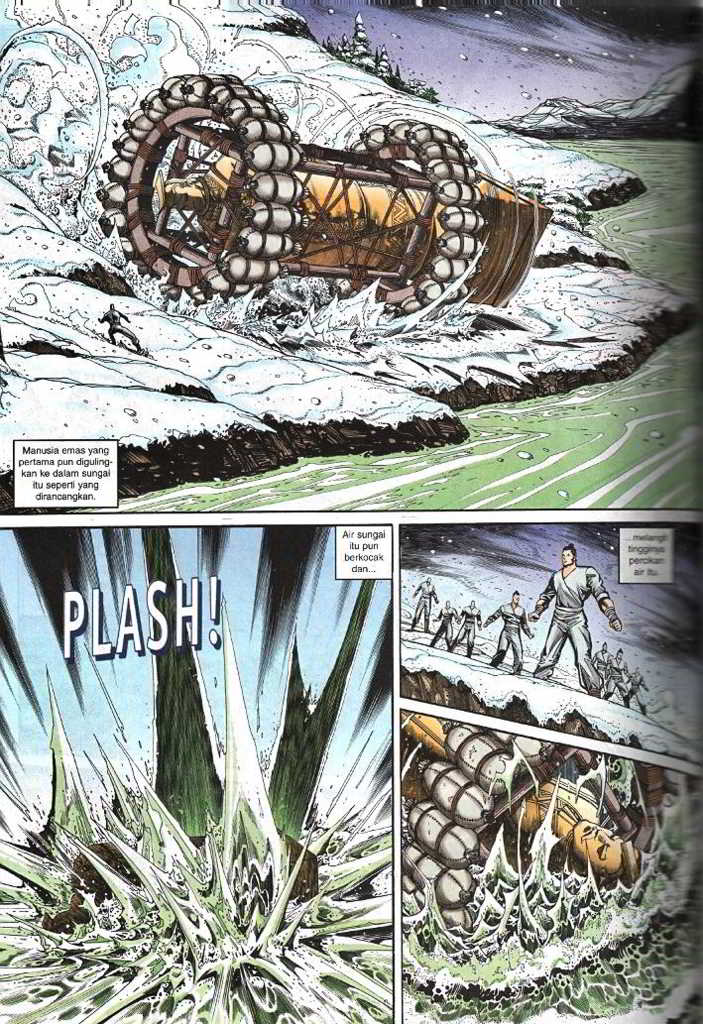 Manusia emas yang
pertama pun diguling-
kan ke dalam sungai
itu seperti yang
dirancangkan.
Air sungai
itu pun
berkocak
dan...
PLASH!
...melangit
tingginya
percikan
air itu.